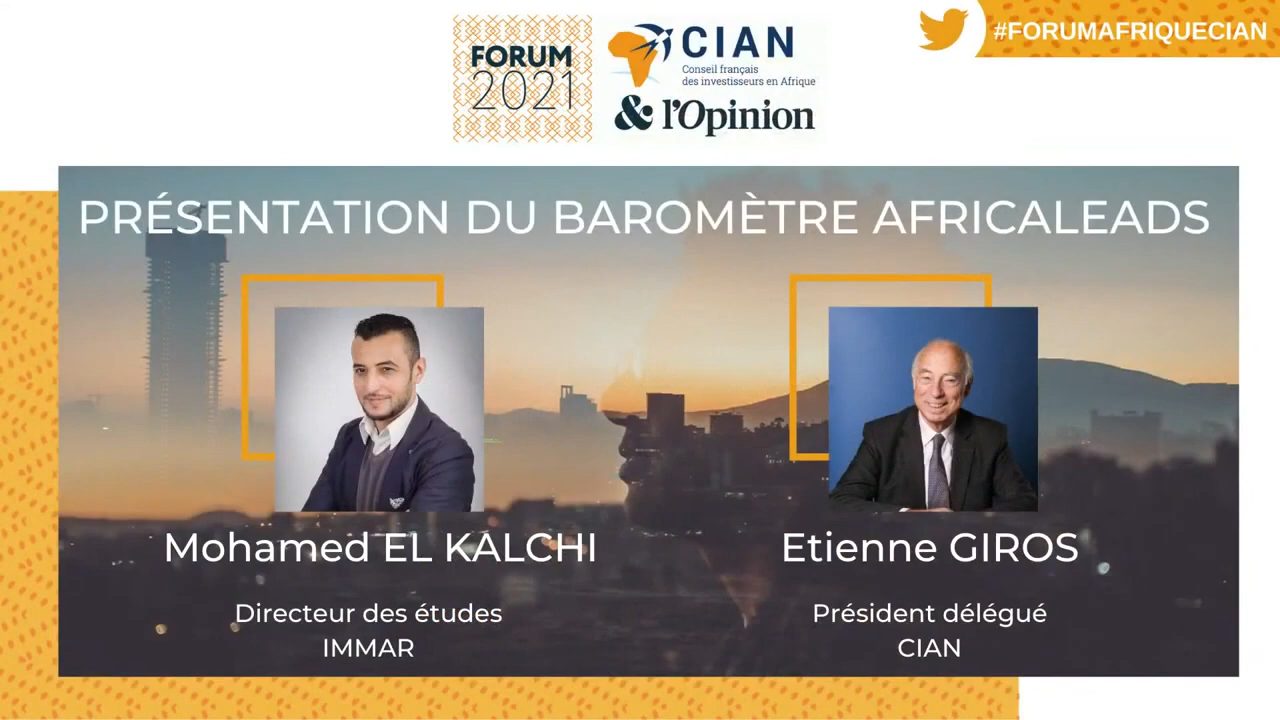 FORUM
2021
CIAN
Conseil français
des investisseurs en Afrique
& l'Opinion
#FORUMAFRIQUECIAN
PRÉSENTATION DU BAROMÈTRE AFRICALEADS
Mohamed EL KALCHI
Directeur des études
IMMAR
Etienne GIROS
Président délégué
CIAN